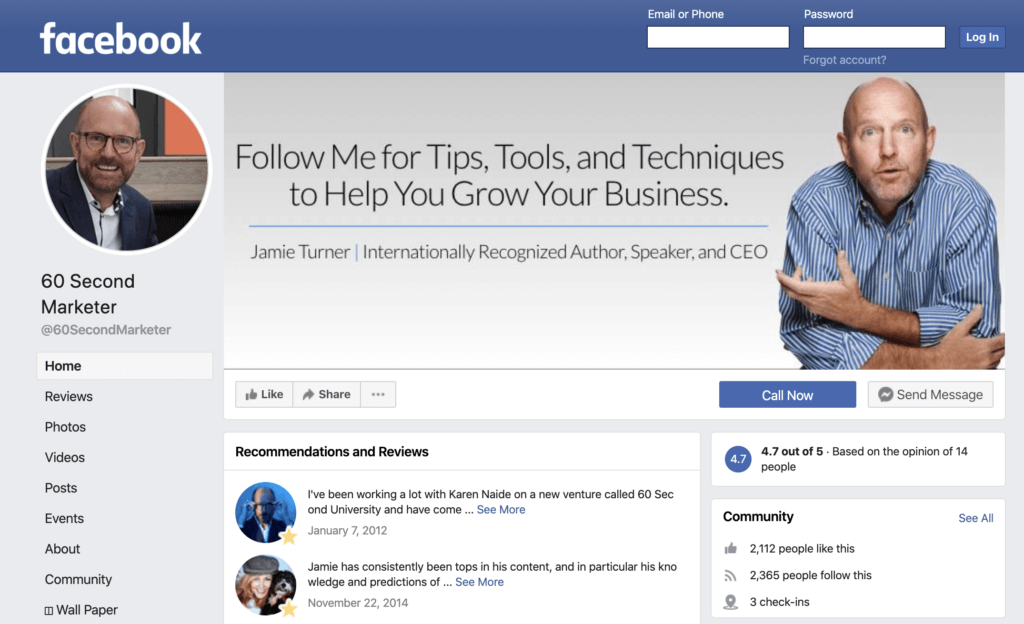 facebook
Email or Phone
Password
Log In
Forgot account?
Follow Me for Tips, Tools, and Techniques
to Help You Grow Your Business.
Jamie Turner | Internationally Recognized Author, Speaker, and CEO
60 Second
Marketer
@60SecondMarketer
Home
Reviews
Photos
Videos
Posts
Events
About
Community
Wall Paper
Like
Share
Call Now
Send Message
Recommendations and Reviews
I've been working a lot with Karen Naide on a new venture called 60 Sec
ond University and have come ... See More
January 7, 2012
Jamie has consistently been tops in his content, and in particular his kno
wledge and predictions of ... See More
November 22, 2014
4.7
4.7 out of 5 · Based on the opinion of 14
people
Community
See All
2,112 people like this
2,365 people follow this
3 check-ins